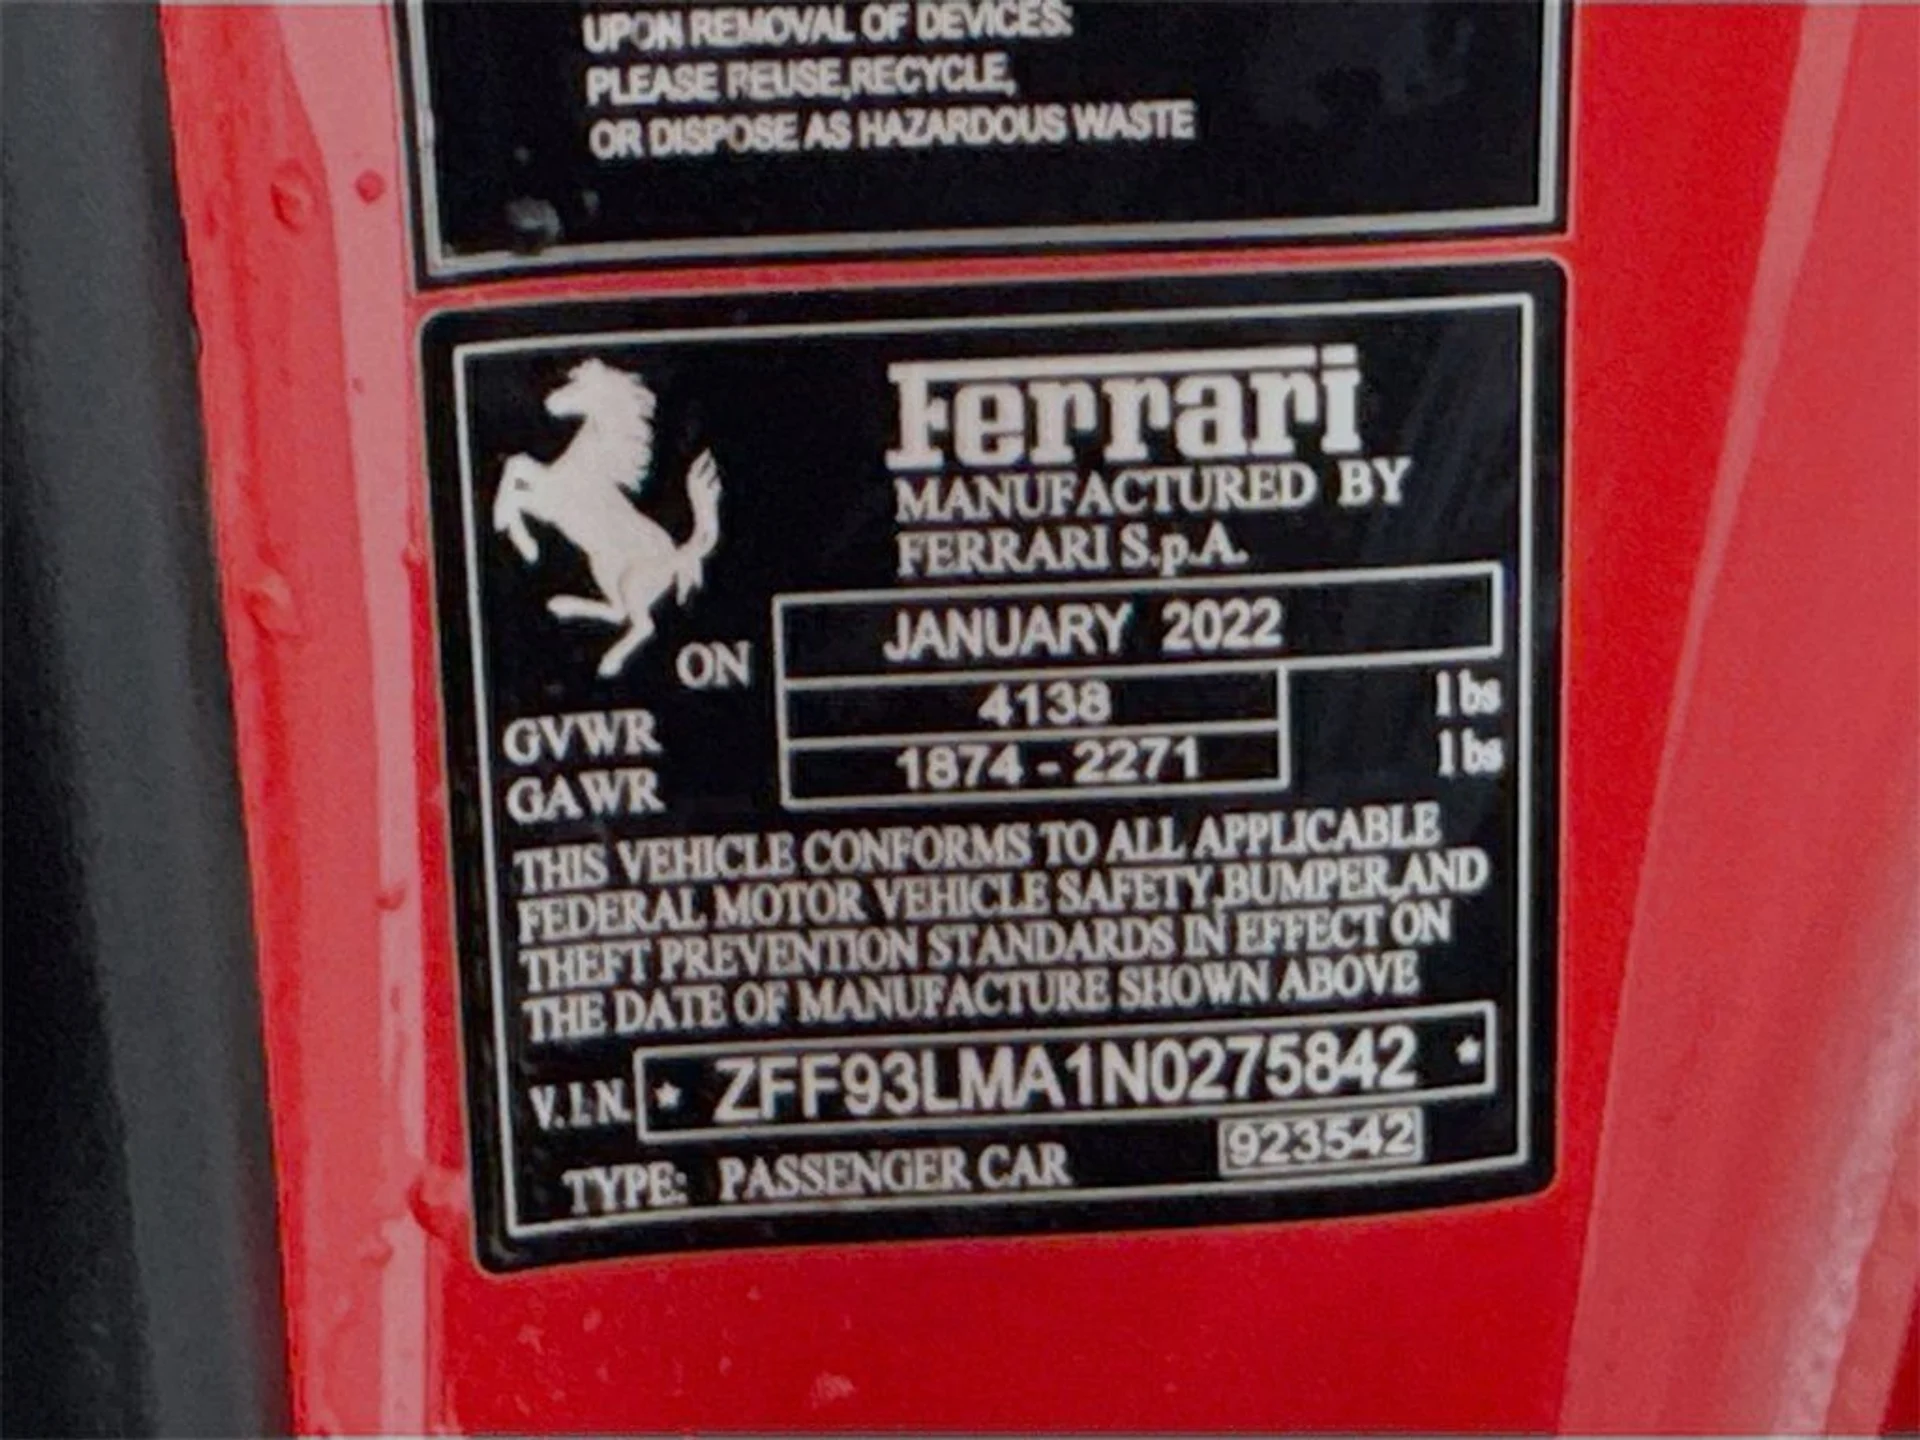 UPON REMOVAL OF DEVICES:
PLEASE REUSE,RECYCLE,
OR DISPOSE AS HAZARDOUS WASTE
Ferrari
MANUFACTURED BY
FERRARI S.p.A.
ON JANUARY 2022
GVWR 4138 lbs
GAWR 1874 - 2271 lbs
THIS VEHICLE CONFORMS TO ALL APPLICABLE
FEDERAL MOTOR VEHICLE SAFETY,BUMPER,AND
THEFT PREVENTION STANDARDS IN EFFECT ON
THE DATE OF MANUFACTURE SHOWN ABOVE
V.I.N. * ZFF93LMA1N0275842 *
923542
TYPE: PASSENGER CAR